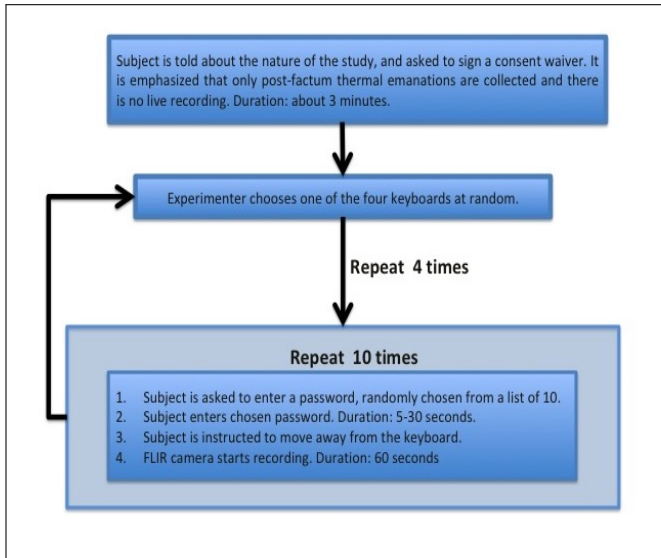 Subject is told about the nature of the study, and asked to sign a consent waiver. It
is emphasized that only post-factum thermal emanations are collected and there
is no live recording. Duration: about 3 minutes.
Experimenter chooses one of the four keyboards at random.
Repeat 4 times
Repeat 10 times
1. Subject is asked to enter a password, randomly chosen from a list of 10.
2. Subject enters chosen password. Duration: 5-30 seconds.
3. Subject is instructed to move away from the keyboard.
4. FLIR camera starts recording. Duration: 60 seconds